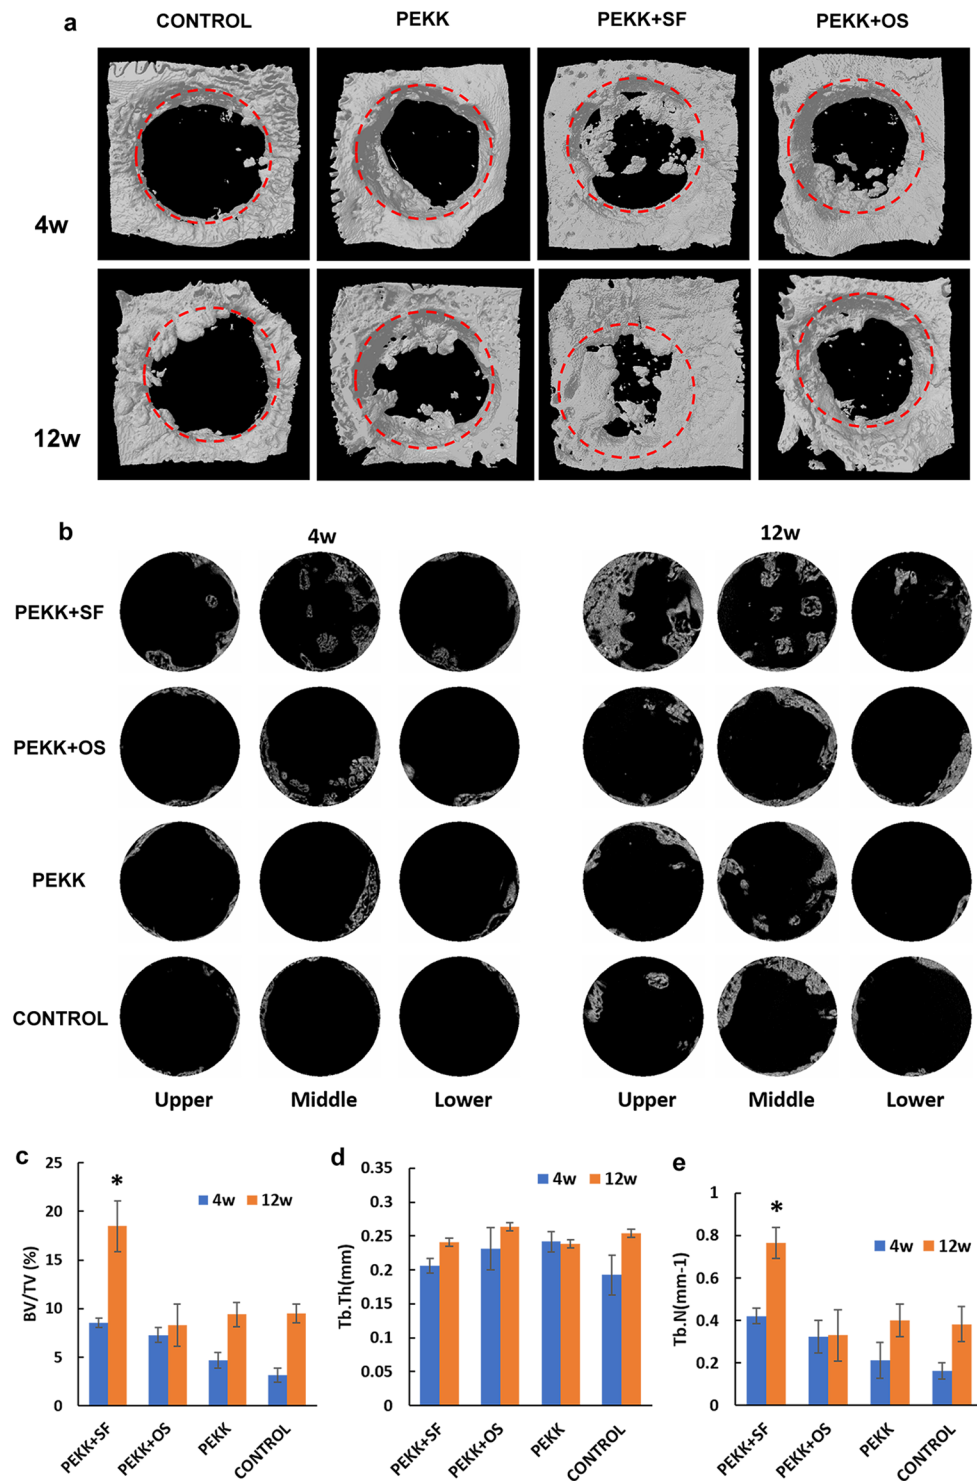 a
CONTROL PEKK PEKK+SF PEKK+OS
4w
12w
b
4w 12w
PEKK+SF
PEKK+OS
PEKK
CONTROL
Upper Middle Lower Upper Middle Lower
c
25
20
15
10
5
0
BV/TV (%)
*
4w 12w
PEKK+SF PEKK+OS PEKK CONTROL
d
0.35
0.3
0.25
0.2
0.15
0.1
0.05
0
Tb.Th(mm)
4w 12w
PEKK+SF PEKK+OS PEKK CONTROL
e
1
0.8
0.6
0.4
0.2
0
Tb.N(mm-1)
*
4w 12w
PEKK+SF PEKK+OS PEKK CONTROL